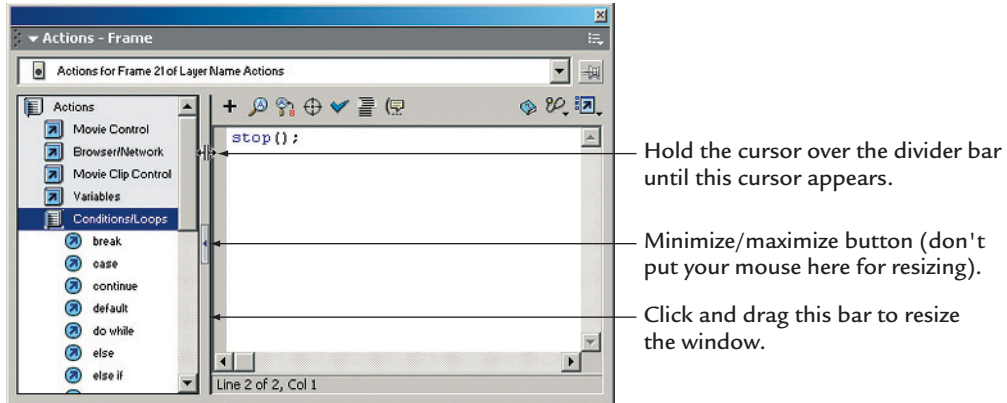 Actions - Frame
Actions for Frame 21 of Layer Name Actions
Actions
Movie Control
Browser/Network
Movie Clip Control
Variables
Conditions/Loops
break
case
continue
default
do while
else
else if
stop();
Line 2 of 2, Col 1
Hold the cursor over the divider bar
until this cursor appears.
Minimize/maximize button (don't
put your mouse here for resizing).
Click and drag this bar to resize
the window.